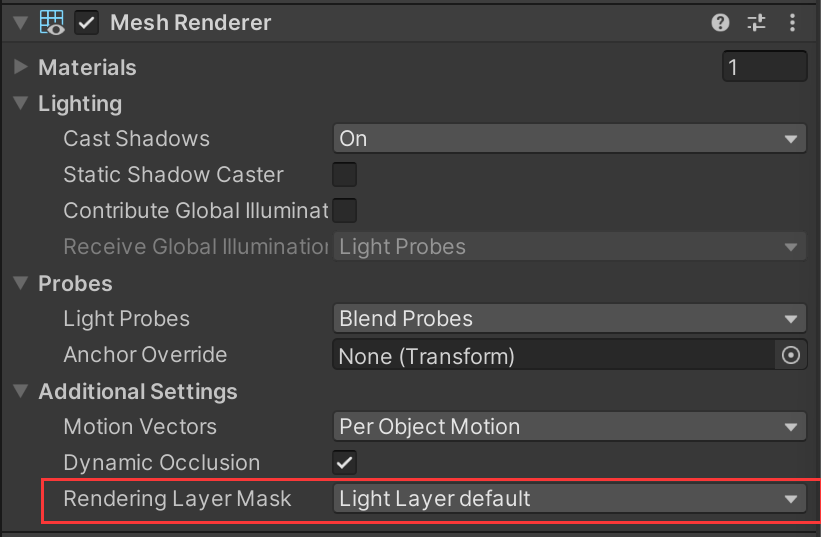 Mesh Renderer
Materials 1
Lighting
Cast Shadows On
Static Shadow Caster
Contribute Global Illuminat
Receive Global Illumination Light Probes
Probes
Light Probes Blend Probes
Anchor Override None (Transform)
Additional Settings
Motion Vectors Per Object Motion
Dynamic Occlusion
Rendering Layer Mask Light Layer default